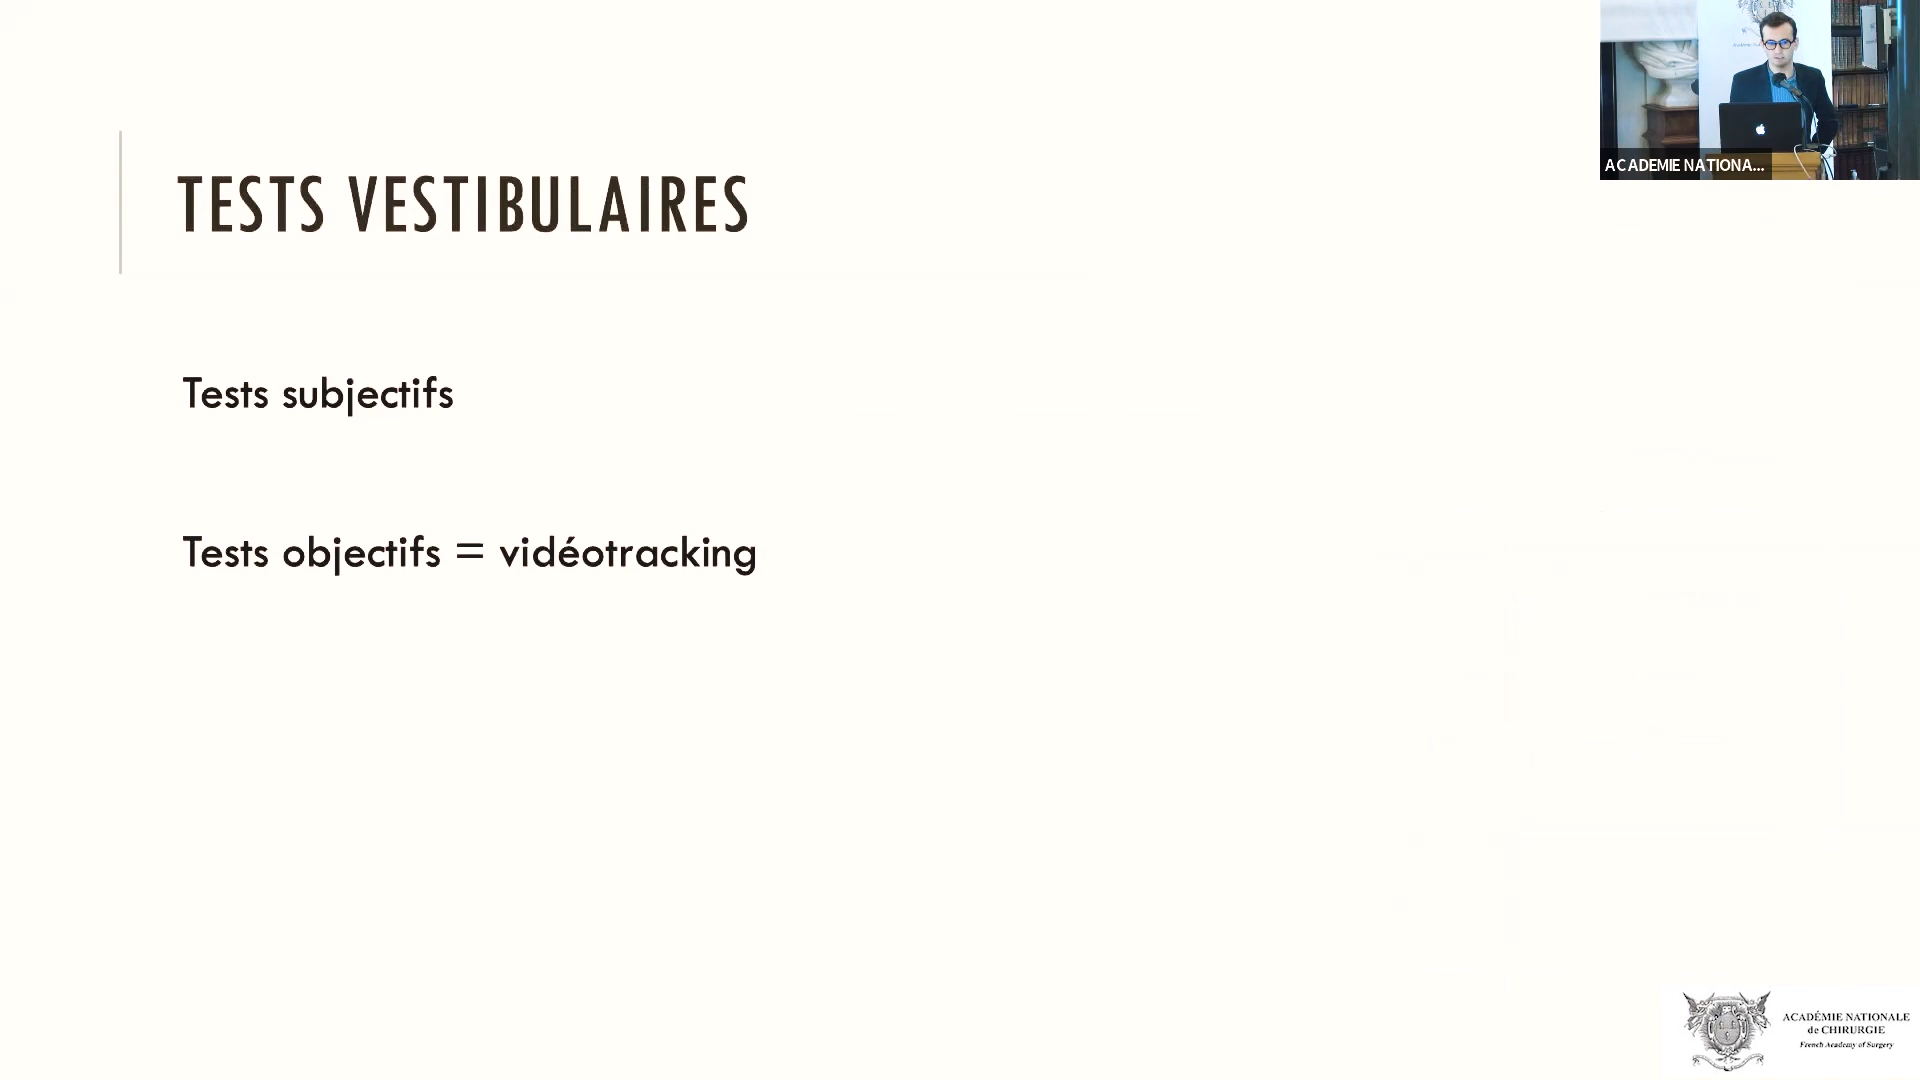 ACADEMIE NATIONA...
TESTS VESTIBULAIRES
Tests subjectifs
Tests objectifs = vidéotracking
ACADÉMIE NATIONALE
de CHIRURGIE
French Academy of Surgery